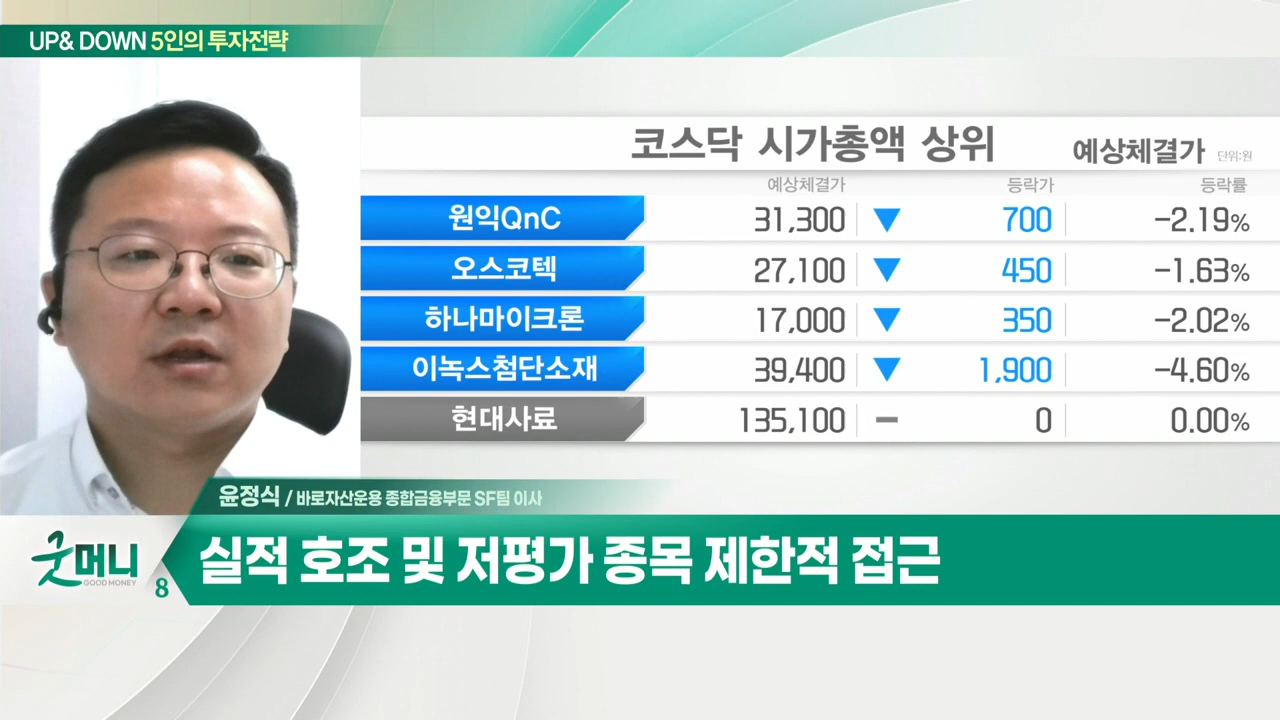 UP& DOWN 5인의 투자전략
코스닥 시가총액 상위 예상체결가 단위:원
예상체결가 등락가 등락률
원익QnC 31,300 ▼ 700 -2.19%
오스코텍 27,100 ▼ 450 -1.63%
하나마이크론 17,000 ▼ 350 -2.02%
이녹스첨단소재 39,400 ▼ 1,900 -4.60%
현대사료 135,100 - 0 0.00%
윤정식 / 바로자산운용 종합금융부문 SF팀 이사
굿머니
GOOD MONEY
8
실적 호조 및 저평가 종목 제한적 접근